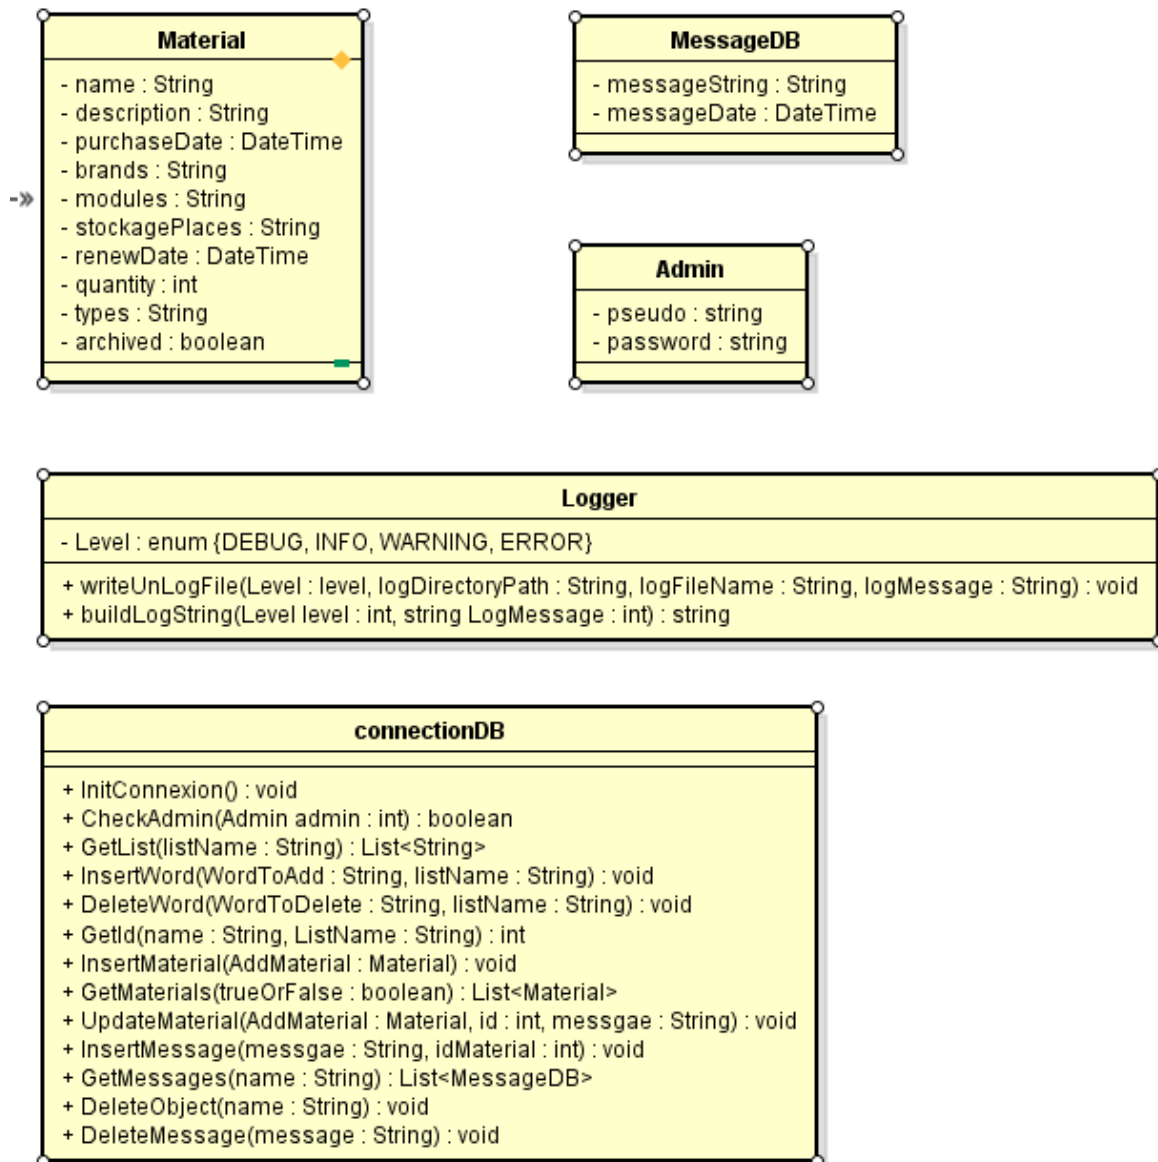 Material
- name : String
- description : String
- purchaseDate : DateTime
- brands : String
- modules : String
- stockagePlaces : String
- renewDate : DateTime
- quantity : int
- types : String
- archived : boolean
MessageDB
- messageString : String
- messageDate : DateTime
Admin
- pseudo : string
- password : string
Logger
- Level : enum {DEBUG, INFO, WARNING, ERROR}
+ writeUnLogFile(Level : level, logDirectoryPath : String, logFileName : String, logMessage : String) : void
+ buildLogString(Level level : int, string LogMessage : int) : string
connectionDB
+ InitConnexion() : void
+ CheckAdmin(Admin admin : int) : boolean
+ GetList(listName : String) : List<String>
+ InsertWord(WordToAdd : String, listName : String) : void
+ DeleteWord(WordToDelete : String, listName : String) : void
+ GetId(name : String, ListName : String) : int
+ InsertMaterial(AddMaterial : Material) : void
+ GetMaterials(trueOrFalse : boolean) : List<Material>
+ UpdateMaterial(AddMaterial : Material, id : int, messgae : String) : void
+ InsertMessage(messgae : String, idMaterial : int) : void
+ GetMessages(name : String) : List<MessageDB>
+ DeleteObject(name : String) : void
+ DeleteMessage(message : String) : void